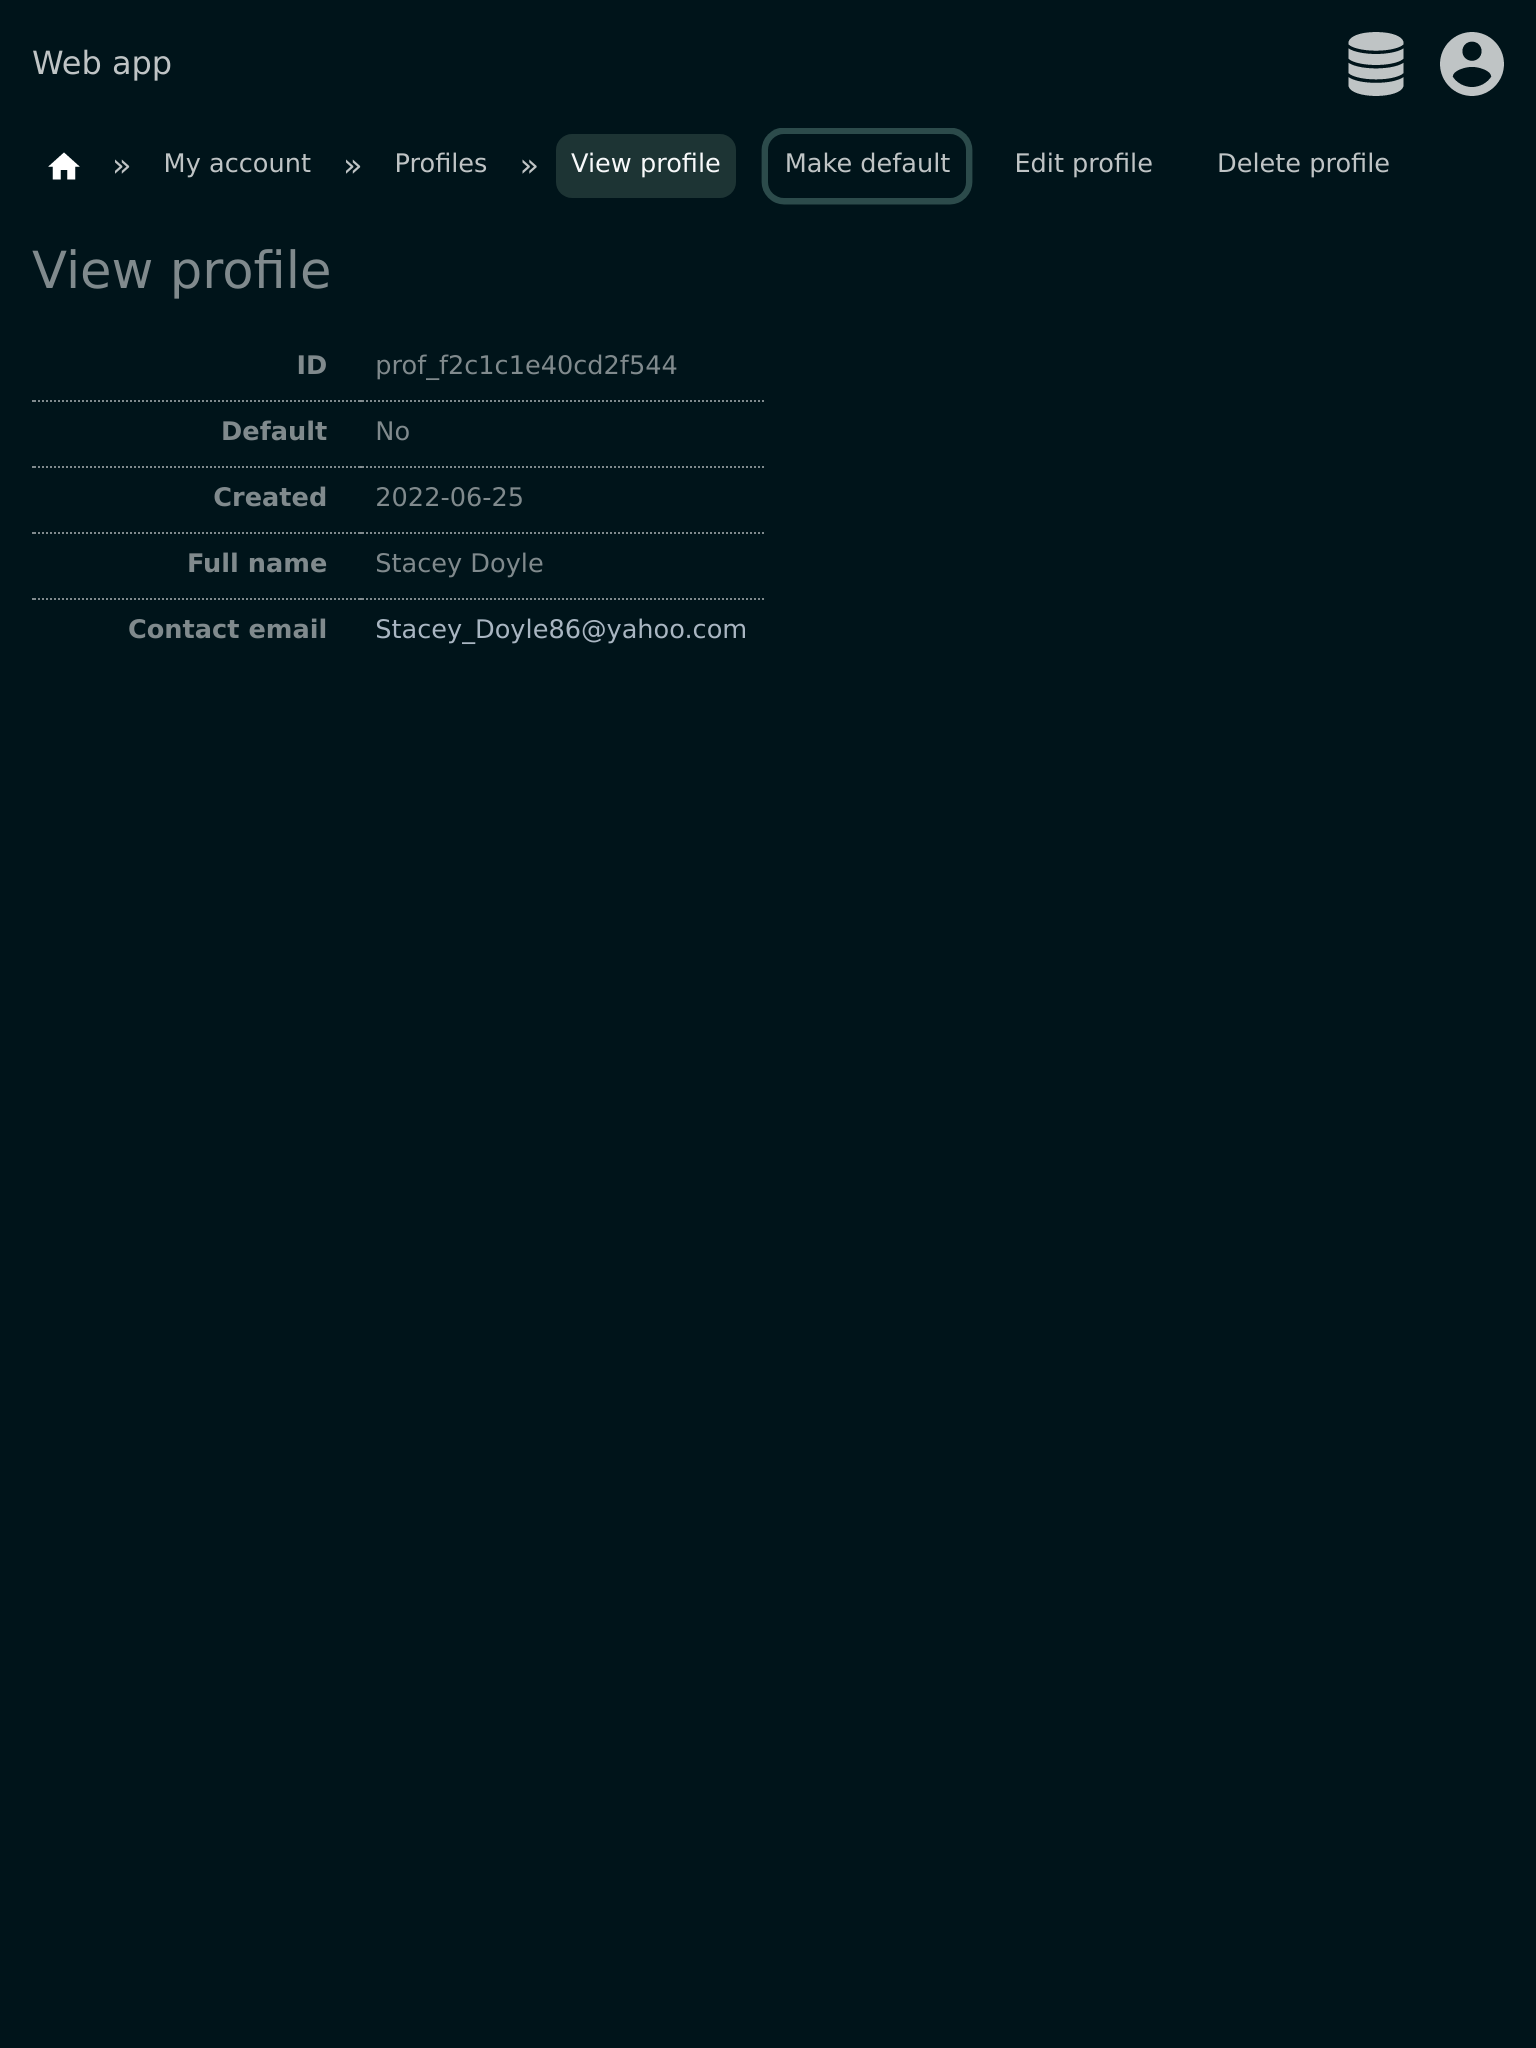 Web app
» My account » Profiles » View profile Make default Edit profile Delete profile
View profile
ID prof_f2c1c1e40cd2f544
Default No
Created 2022-06-25
Full name Stacey Doyle
Contact email Stacey_Doyle86@yahoo.com